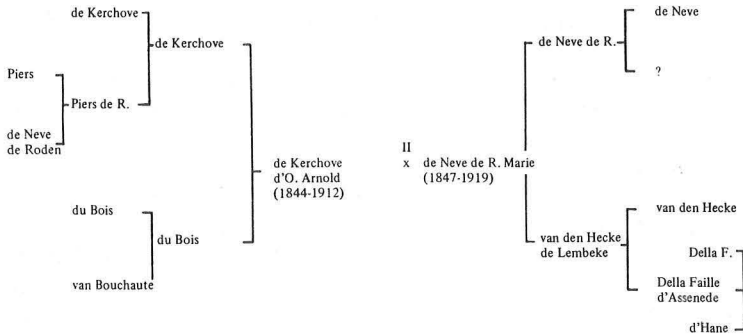 de Kerchove
de Neve
de Kerchove
de Neve de R.
Piers
?
Piers de R.
de Neve
de Roden
II
de Kerchove
x de Neve de R. Marie
d'O. Arnold
(1847-1919)
(1844-1912)
du Bois
van den Hecke
du Bois
van den Hecke
de Lembeke
Della F.
van Bouchaute
Della Faille
d'Assenede
d'Hane